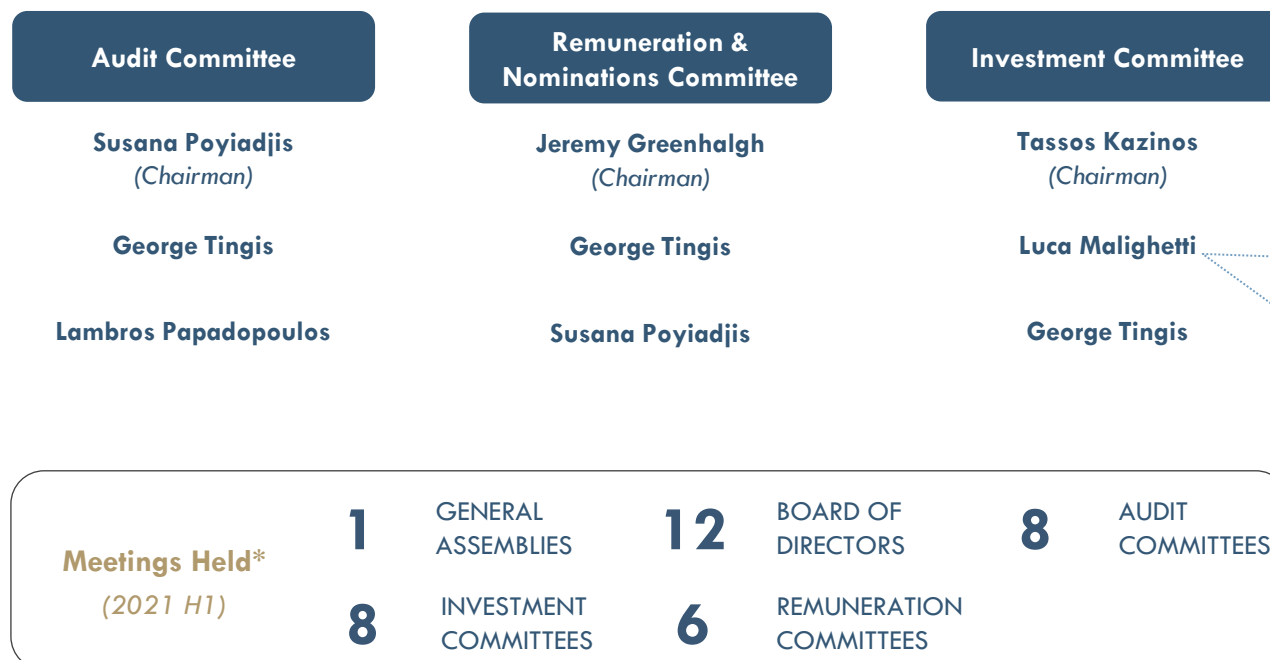 Audit Committee
Susana Poyiadjis
(Chairman)
George Tingis
Lambros Papadopoulos
Remuneration &
Nominations Committee
Jeremy Greenhalgh
(Chairman)
George Tingis
Susana Poyiadjis
Investment Committee
Tassos Kazinos
(Chairman)
Luca Malighetti
George Tingis
Meetings Held*
(2021 H1)
1
GENERAL
ASSEMBLIES
12
BOARD OF
DIRECTORS
8
AUDIT
COMMITTEES
8
INVESTMENT
COMMITTEES
6
REMUNERATION
COMMITTEES